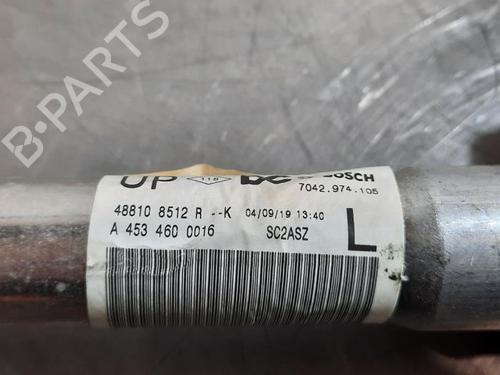 B-PARTS
UP
BOSCH
7042.974.105
48810 8512 R --K 04/09/19 13:40
A 453 460 0016 SC2ASZ
L